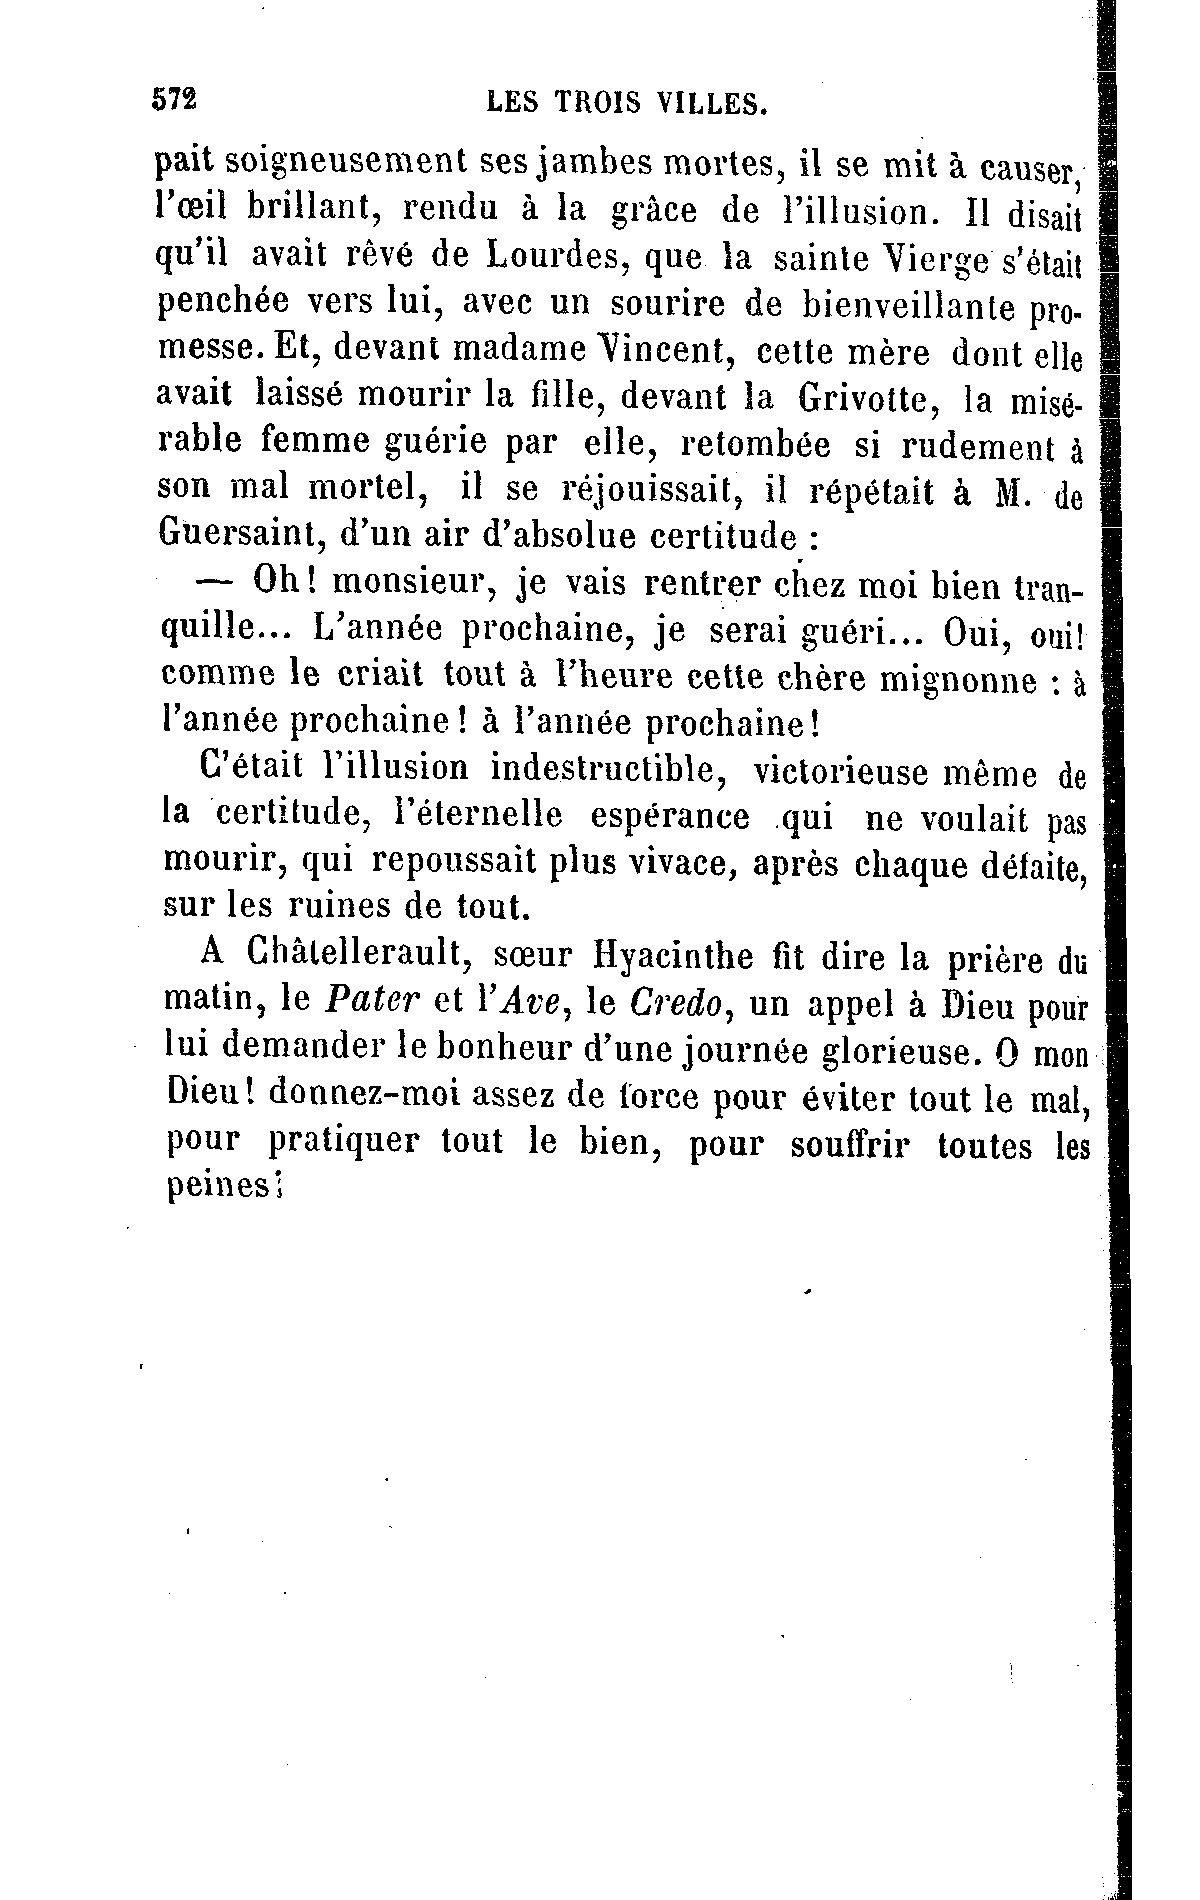 572 LES TROIS VILLES.
pait soigneusement ses jambes mortes, il se mit à causer,
l'œil brillant, rendu à la grâce de l'illusion. Il disait
qu'il avait rêvé de Lourdes, que la sainte Vierge s'était
penchée vers lui, avec un sourire de bienveillante pro-
messe. Et, devant madame Vincent, cette mère dont elle
avait laissé mourir la fille, devant la Grivotte, la misé-
rable femme guérie par elle, retombée si rudement à
son mal mortel, il se réjouissait, il répétait à M. de
Guersaint, d'un air d'absolue certitude :
— Oh! monsieur, je vais rentrer chez moi bien tran-
quille... L'année prochaine, je serai guéri... Oui, oui!
comme le criait tout à l'heure cette chère mignonne : à
l'année prochaine! à l'année prochaine!
C'était l'illusion indestructible, victorieuse même de
la certitude, l'éternelle espérance qui ne voulait pas
mourir, qui repoussait plus vivace, après chaque défaite,
sur les ruines de tout.
A Châtellerault, sœur Hyacinthe fit dire la prière du
matin, le Pater et l'Ave, le Credo, un appel à Dieu pour
lui demander le bonheur d'une journée glorieuse. O mon
Dieu! donnez-moi assez de force pour éviter tout le mal,
pour pratiquer tout le bien, pour souffrir toutes les
peines!